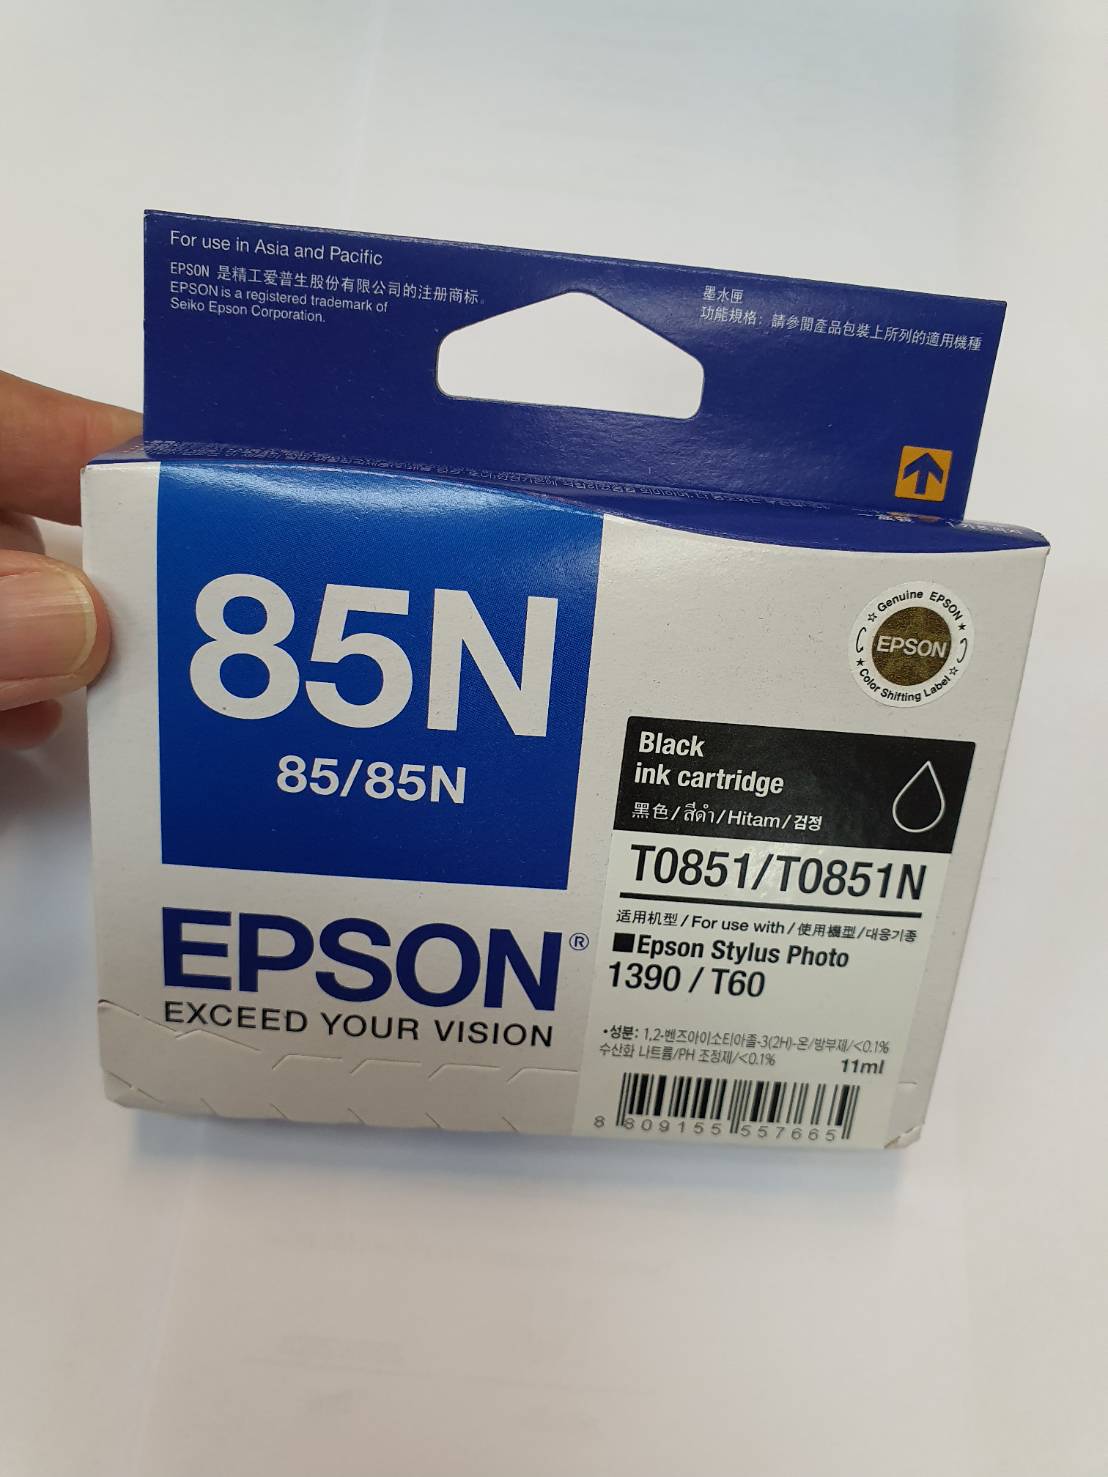 For use in Asia and Pacific
EPSON 是精工爱普生股份有限公司的注册商标。
EPSON is a registered trademark of
Seiko Epson Corporation.
墨水匣
功能規格：請參閱產品包裝上所列的適用機種
85N
85/85N
EPSON®
EXCEED YOUR VISION
Genuine EPSON
EPSON
Color Shifting Label
Black
ink cartridge
黑色/สีดำ/Hitam/검정
T0851/T0851N
适用机型/For use with/使用機型/대응기종
■Epson Stylus Photo
1390 / T60
•성분: 1,2-벤즈아이소티아졸-3(2H)-온/방부제/<0.1%
수산화 나트륨/PH 조정제/<0.1%
11ml
8 809155 557665